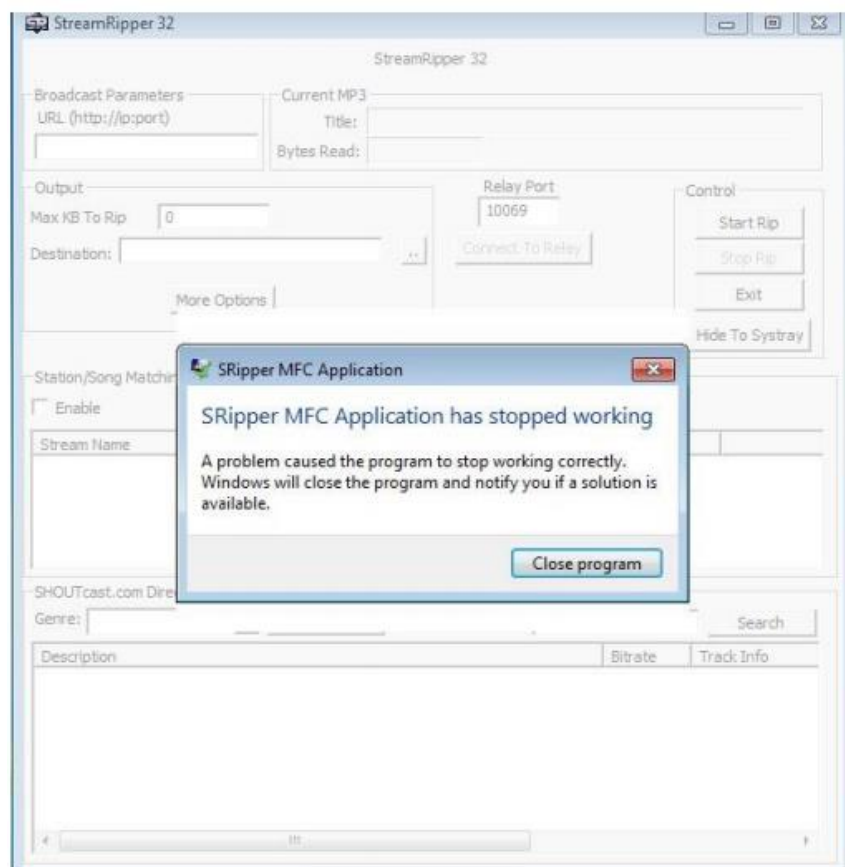 StreamRipper 32
StreamRipper 32
Broadcast Parameters
URL (http://ip:port)
Current MP3
Title:
Bytes Read:
Output
Max KB To Rip 0
Destination: ..
More Options
Relay Port
10069
Connect To Relay
Control
Start Rip
Stop Rip
Exit
Hide To Systray
Station/Song
Enable
Stream Name
SRipper MFC Application
SRipper MFC Application has stopped working
A problem caused the program to stop working correctly.
Windows will close the program and notify you if a solution is
available.
Close program
SHOUTcast.com
Genre:
Search
Description Bitrate Track Info